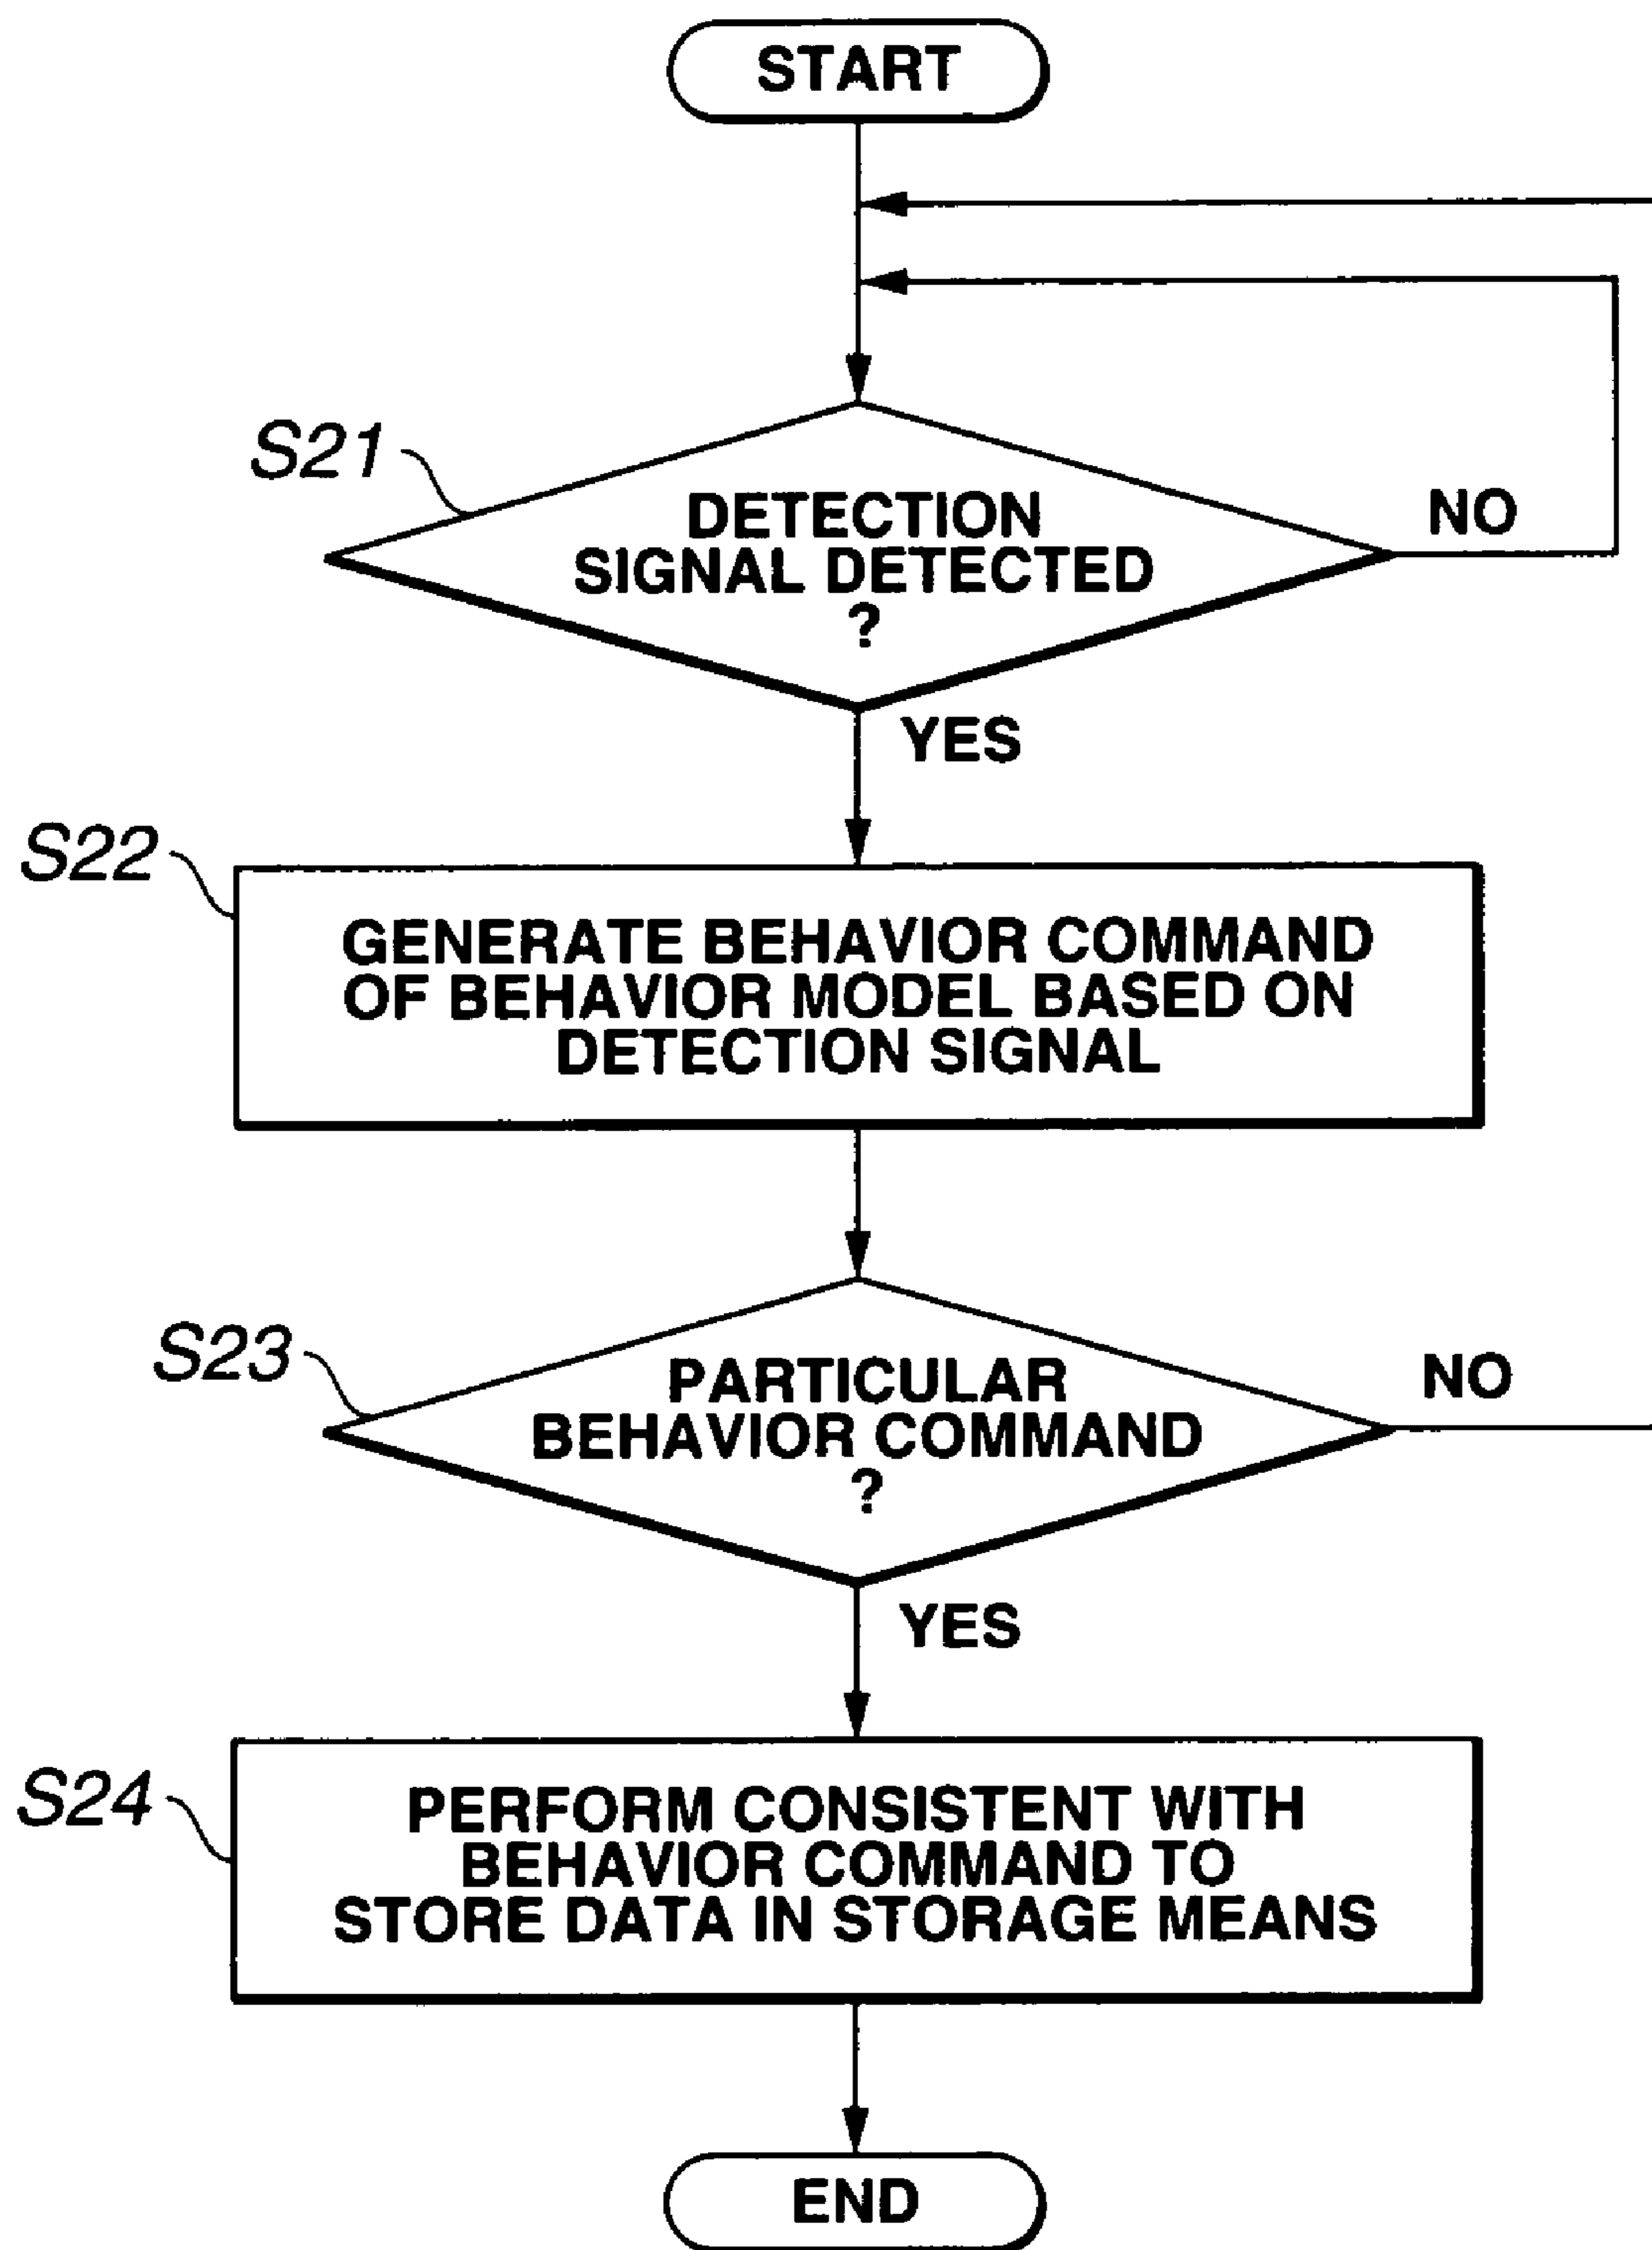 START
S21
DETECTION
SIGNAL DETECTED
?
NO
YES
S22
GENERATE BEHAVIOR COMMAND
OF BEHAVIOR MODEL BASED ON
DETECTION SIGNAL
S23
PARTICULAR
BEHAVIOR COMMAND
?
NO
YES
S24
PERFORM CONSISTENT WITH
BEHAVIOR COMMAND TO
STORE DATA IN STORAGE MEANS
END